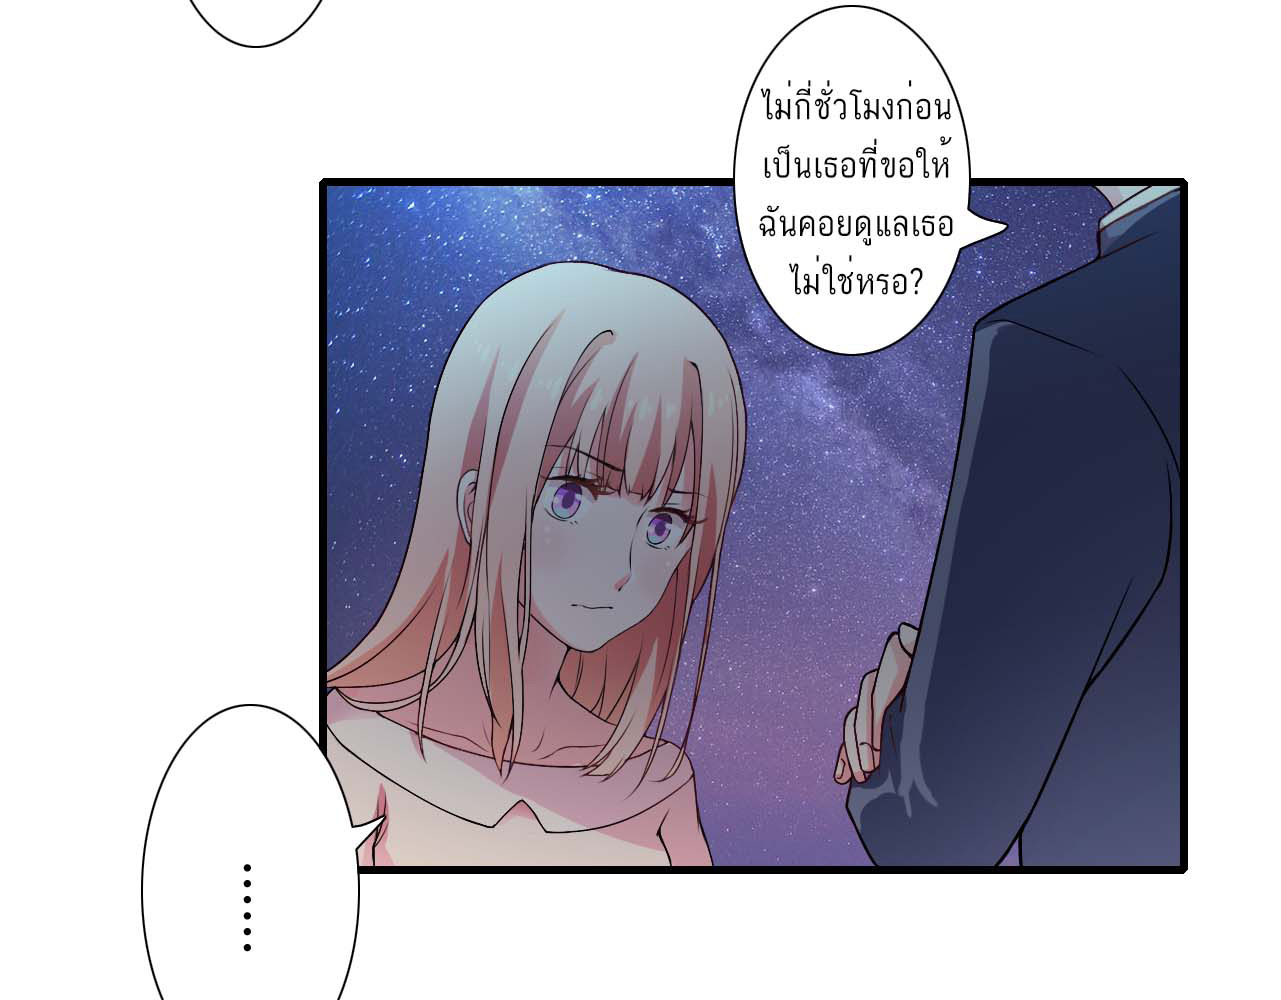 ไม่กี่ชั่วโมงก่อน
เป็นเธอที่ขอให้
ฉันคอยดูแลเธอ
ไม่ใช่หรอ?
......